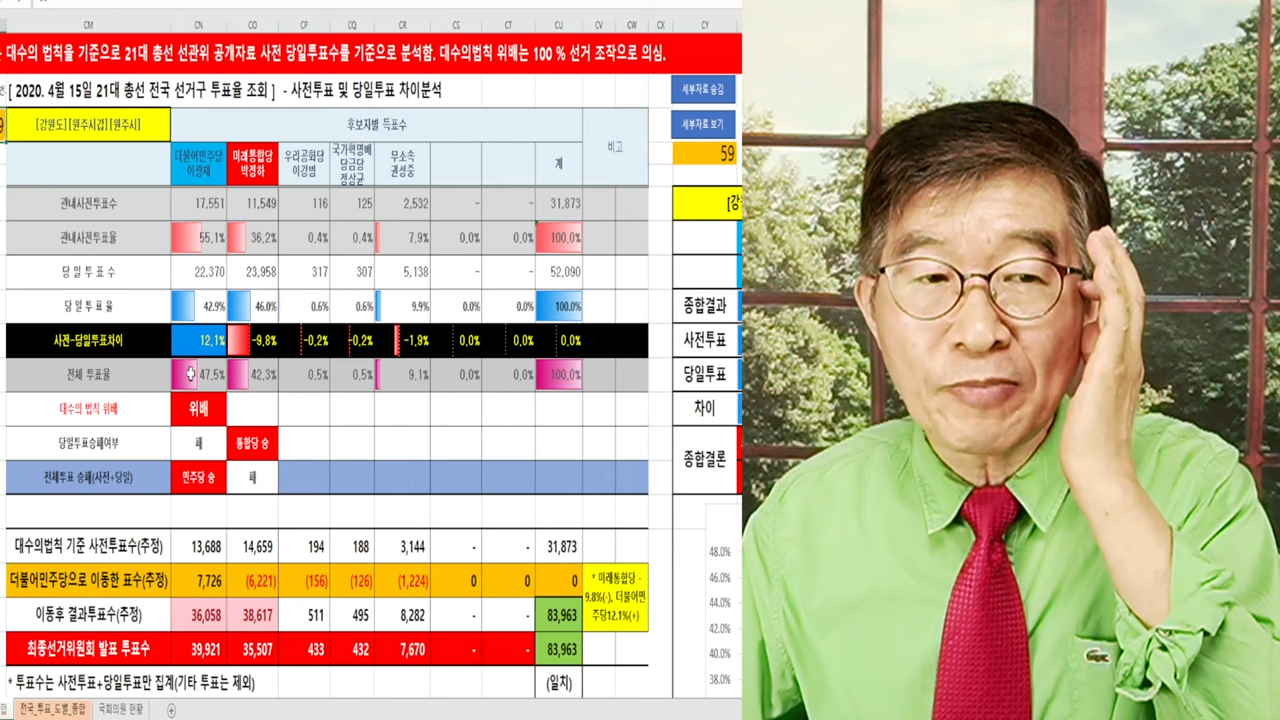 CM CN CO CP CQ CR CS CT CU CV CW CX CY
대수의 법칙을 기준으로 21대 총선 선관위 공개자료 사전 당일투표수를 기준으로 분석함. 대수의법칙 위배는 100 % 선거 조작으로 의심.
[ 2020. 4월 15일 21대 총선 전국 선거구 투표율 조회 ] - 사전투표 및 당일투표 차이분석
세부자료 숨김
[강원도][원주시갑][원주시] 후보자별 득표수 비고
세부자료 보기
더불어민주당 이광재 미래통합당 박정하 우리공화당 이강범 국가혁명배당금당 정상균 무소속 권성중 계
59
관내사전투표수 17,551 11,549 116 125 2,532 - - 31,873
관내사전투표율 55.1% 36.2% 0.4% 0.4% 7.9% 0.0% 0.0% 100.0%
당 일 투 표 수 22,370 23,958 317 307 5,138 - - 52,090
당 일 투 표 율 42.9% 46.0% 0.6% 0.6% 9.9% 0.0% 0.0% 100.0%
사전-당일투표차이 12.1% -9.8% -0.2% -0.2% -1.9% 0.0% 0.0% 0.0%
전체 투표율 47.5% 42.3% 0.5% 0.5% 9.1% 0.0% 0.0% 100.0%
대수의 법칙 위배 위배
당일투표승패여부 패 통합당 승
전체투표 승패(사전+당일) 민주당 승 패
종합결과
사전투표
당일투표
차이
종합결론
대수의법칙 기준 사전투표수(추정) 13,688 14,659 194 188 3,144 - - 31,873
더불어민주당으로 이동한 표수(추정) 7,726 (6,221) (156) (126) (1,224) 0 0 0
* 미래통합당 -
9.8%(-), 더불어민
주당12.1%(+)
이동후 결과투표수(추정) 36,058 38,617 511 495 8,282 - - 83,963
최종선거위원회 발표 투표수 39,921 35,507 433 432 7,670 - - 83,963
* 투표수는 사전투표+당일투표만 집계(기타 투표는 제외) (일치)
48.0%
46.0%
44.0%
42.0%
40.0%
38.0%
전국_투표_도별_종합 국회의원 현황